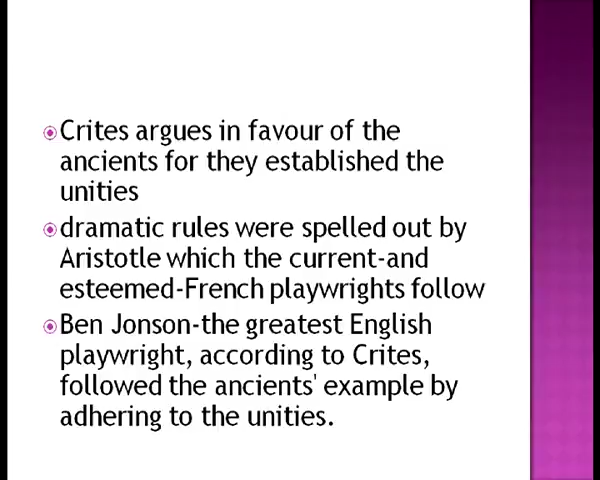 Crites argues in favour of the
ancients for they established the
unities
dramatic rules were spelled out by
Aristotle which the current-and
esteemed-French playwrights follow
Ben Jonson-the greatest English
playwright, according to Crites,
followed the ancients' example by
adhering to the unities.